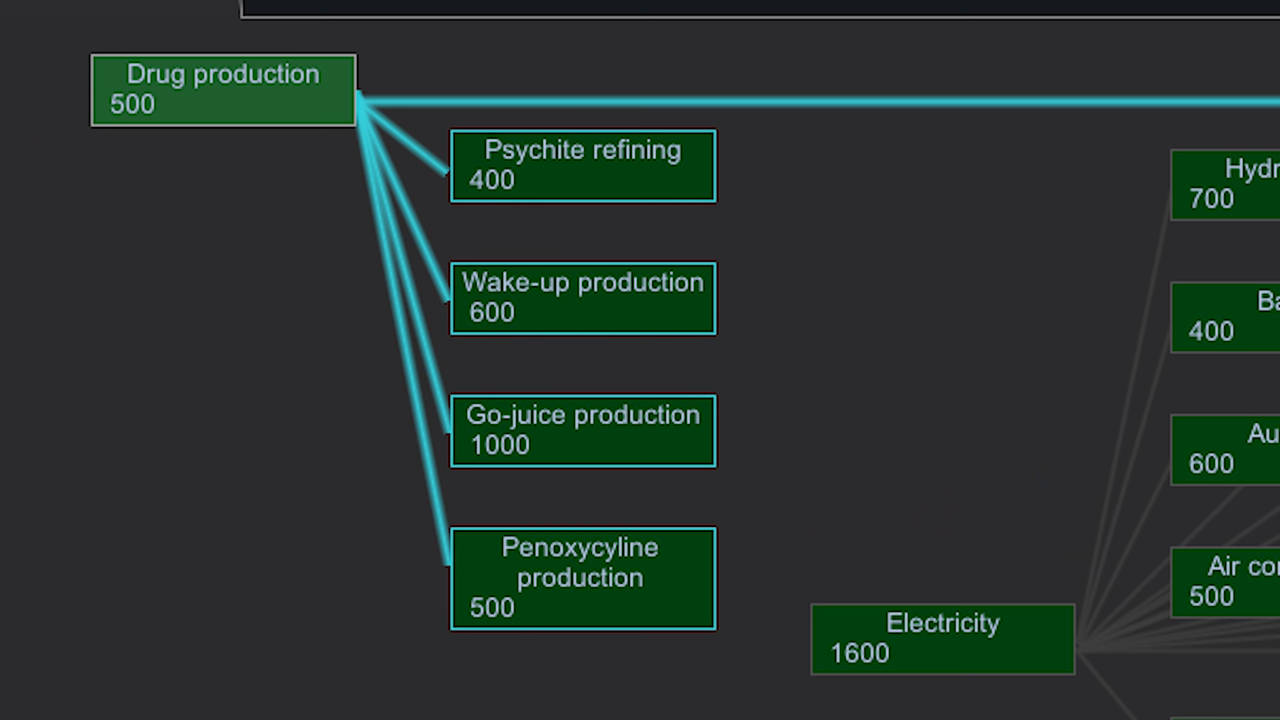 Drug production
500
Psychite refining
400
Wake-up production
600
Go-juice production
1000
Penoxycyline
production
500
Electricity
1600
700
400
600
Air
500